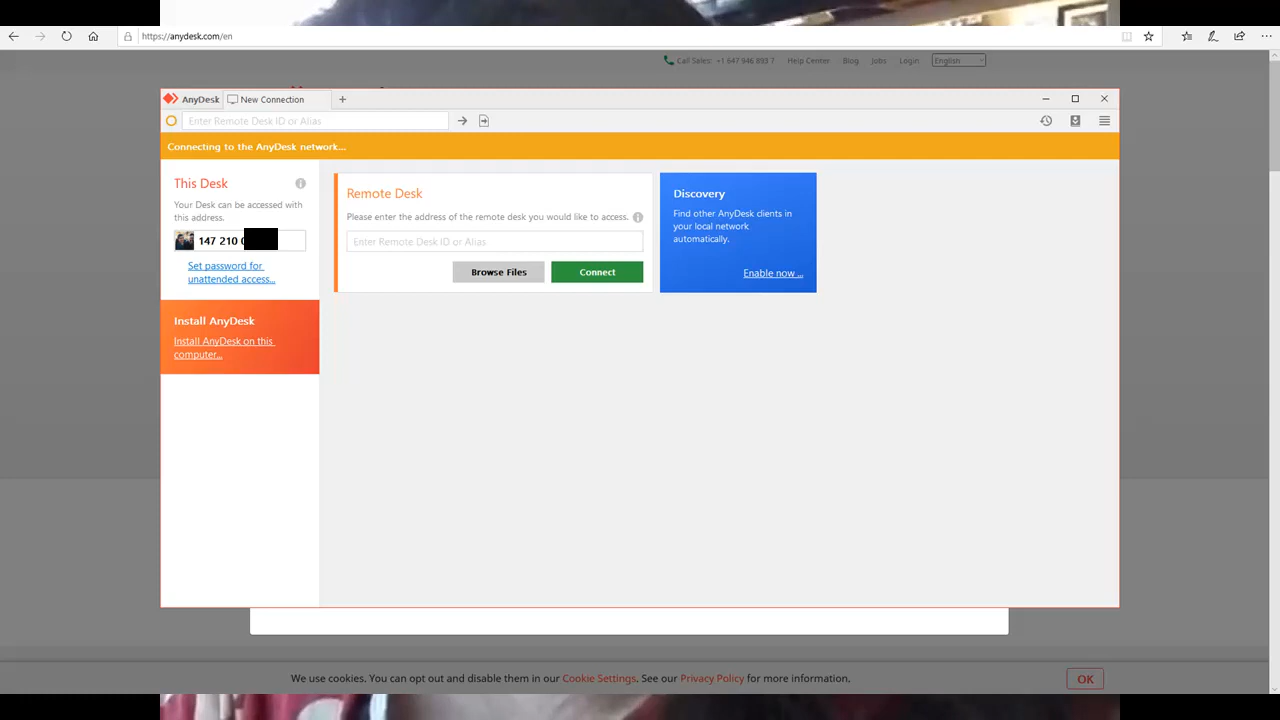 https://anydesk.com/en
Call Sales: +1 647 946 893 7
Help Center
Blog
Jobs
Login
English
AnyDesk
New Connection
Enter Remote Desk ID or Alias
Connecting to the AnyDesk network...
This Desk
Your Desk can be accessed with
this address.
147 210
Set password for
unattended access...
Install AnyDesk
Install AnyDesk on this
computer...
Remote Desk
Please enter the address of the remote desk you would like to access.
Enter Remote Desk ID or Alias
Browse Files
Connect
Discovery
Find other AnyDesk clients in
your local network
automatically.
Enable now ...
We use cookies. You can opt out and disable them in our Cookie Settings. See our Privacy Policy for more information.
OK